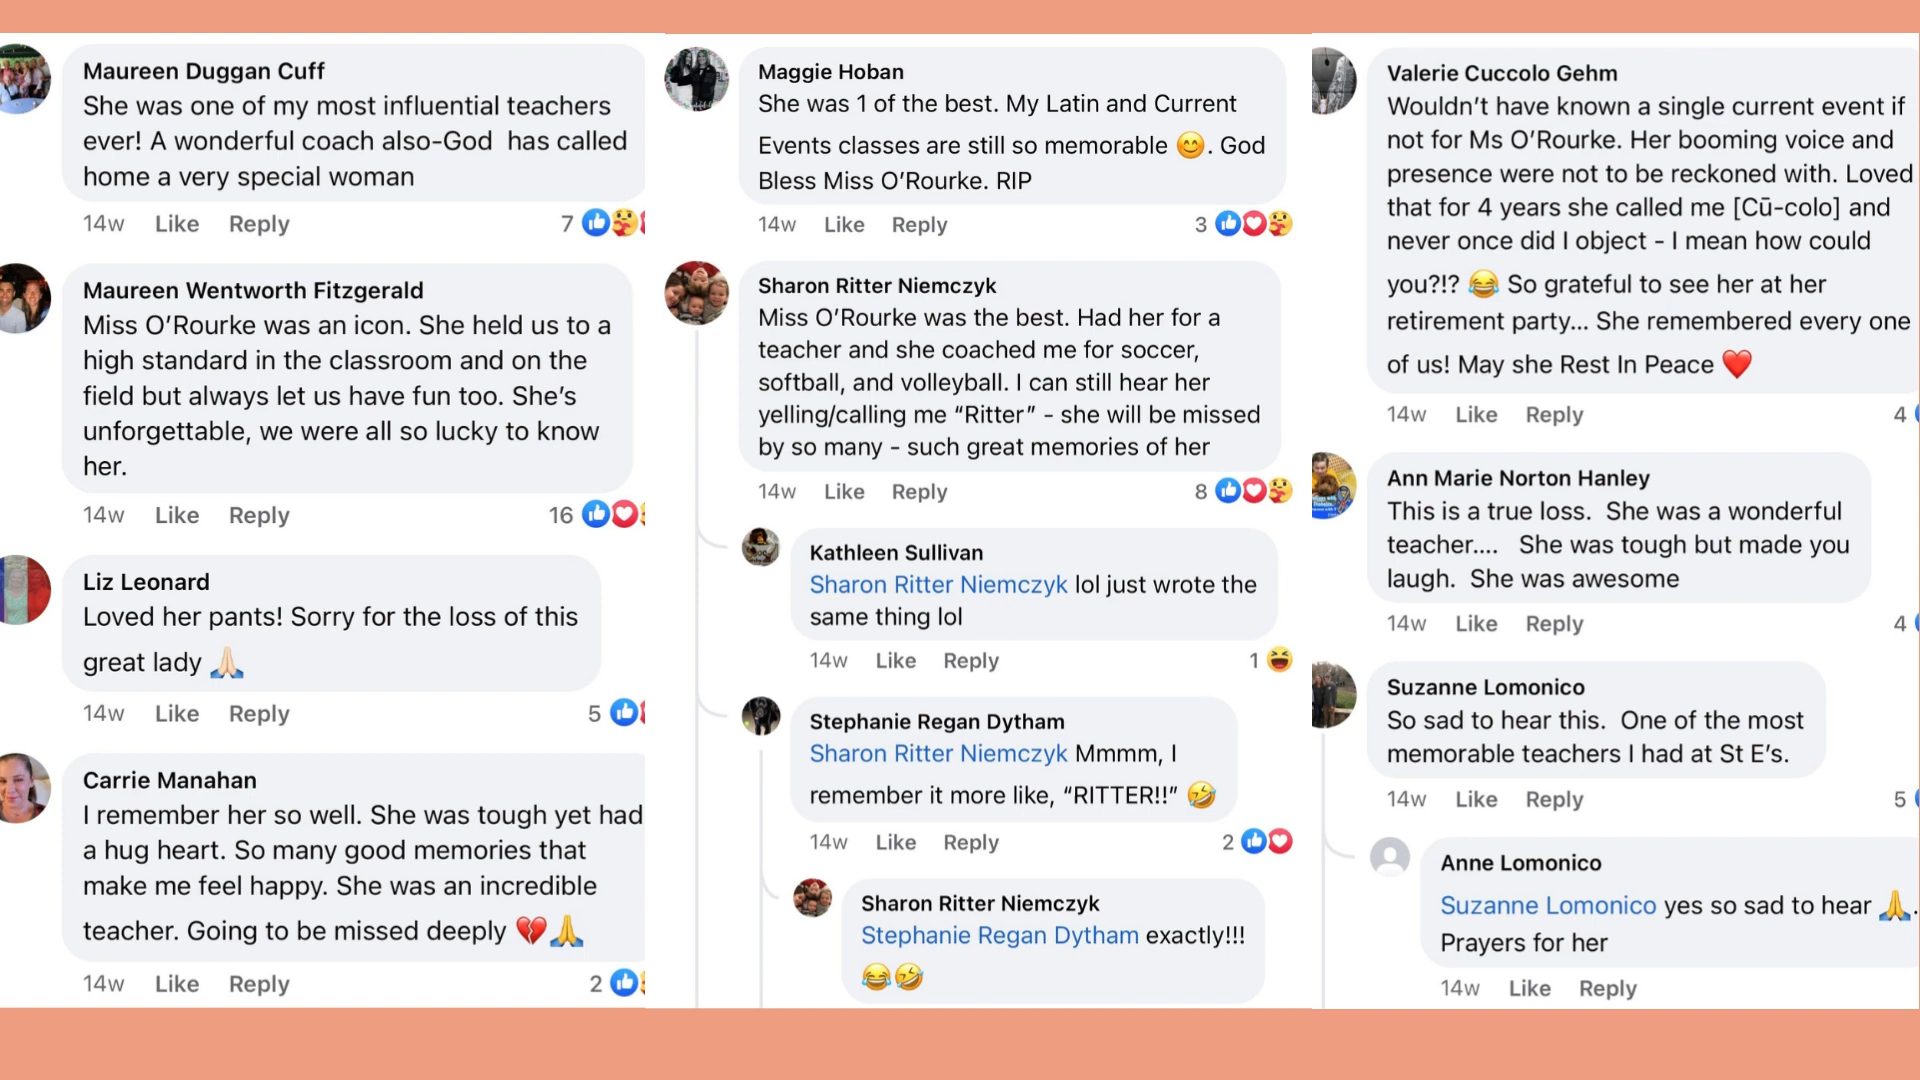 Maureen Duggan Cuff
She was one of my most influential teachers
ever! A wonderful coach also-God  has called
home a very special woman
14w Like Reply 7
Maureen Wentworth Fitzgerald
Miss O’Rourke was an icon. She held us to a
high standard in the classroom and on the
field but always let us have fun too. She’s
unforgettable, we were all so lucky to know
her.
14w Like Reply 16
Liz Leonard
Loved her pants! Sorry for the loss of this
great lady 🙏🏻
14w Like Reply 5
Carrie Manahan
I remember her so well. She was tough yet had
a hug heart. So many good memories that
make me feel happy. She was an incredible
teacher. Going to be missed deeply 💔🙏
14w Like Reply 2
Maggie Hoban
She was 1 of the best. My Latin and Current
Events classes are still so memorable 😊. God
Bless Miss O’Rourke. RIP
14w Like Reply 3
Sharon Ritter Niemczyk
Miss O’Rourke was the best. Had her for a
teacher and she coached me for soccer,
softball, and volleyball. I can still hear her
yelling/calling me “Ritter” - she will be missed
by so many - such great memories of her
14w Like Reply 8
Kathleen Sullivan
Sharon Ritter Niemczyk lol just wrote the
same thing lol
14w Like Reply 1
Stephanie Regan Dytham
Sharon Ritter Niemczyk Mmmm, I
remember it more like, “RITTER!!” 🤣
14w Like Reply 2
Sharon Ritter Niemczyk
Stephanie Regan Dytham exactly!!!
😂🤣
Valerie Cuccolo Gehm
Wouldn’t have known a single current event if
not for Ms O’Rourke. Her booming voice and
presence were not to be reckoned with. Loved
that for 4 years she called me [Cū-colo] and
never once did I object - I mean how could
you?!? 😂 So grateful to see her at her
retirement party... She remembered every one
of us! May she Rest In Peace ❤️
14w Like Reply 4
Ann Marie Norton Hanley
This is a true loss.  She was a wonderful
teacher....   She was tough but made you
laugh.  She was awesome
14w Like Reply 4
Suzanne Lomonico
So sad to hear this.  One of the most
memorable teachers I had at St E’s.
14w Like Reply 5
Anne Lomonico
Suzanne Lomonico yes so sad to hear 🙏.
Prayers for her
14w Like Reply